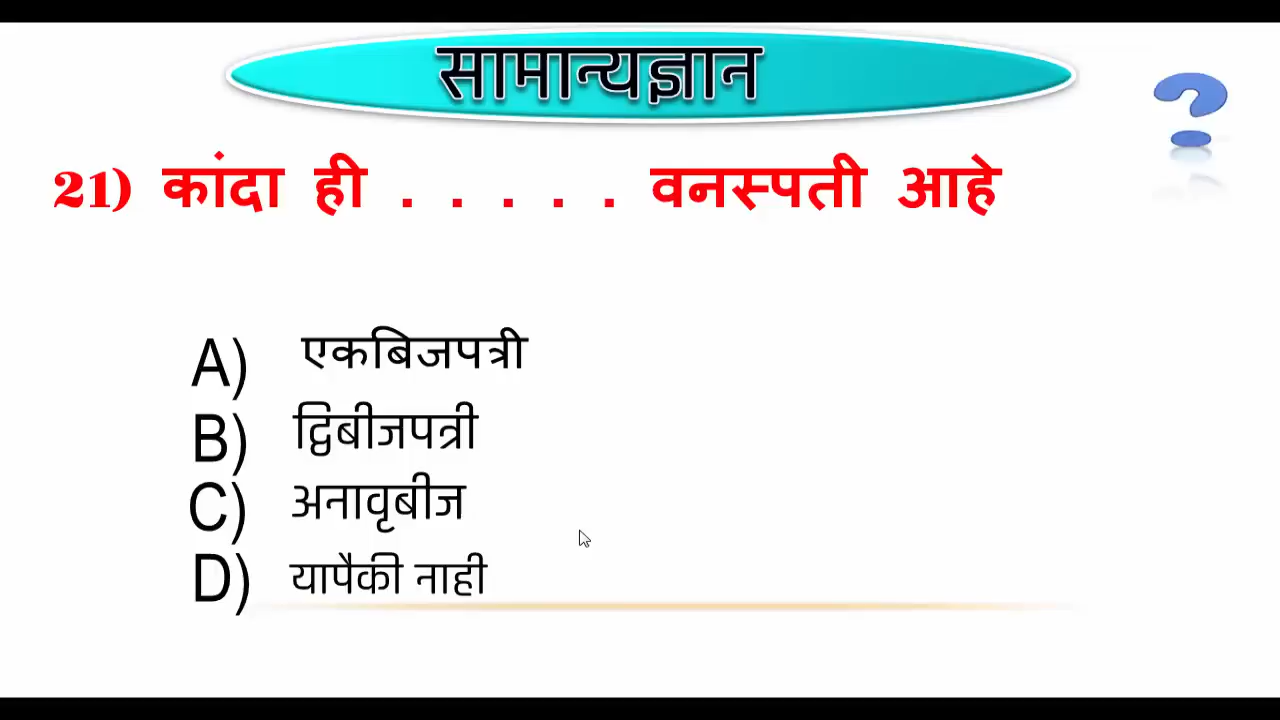 सामान्यज्ञान
21) कांदा ही . . . . . वनस्पती आहे
A) एकबिजपत्री
B) द्विबीजपत्री
C) अनावृबीज
D) यापैकी नाही